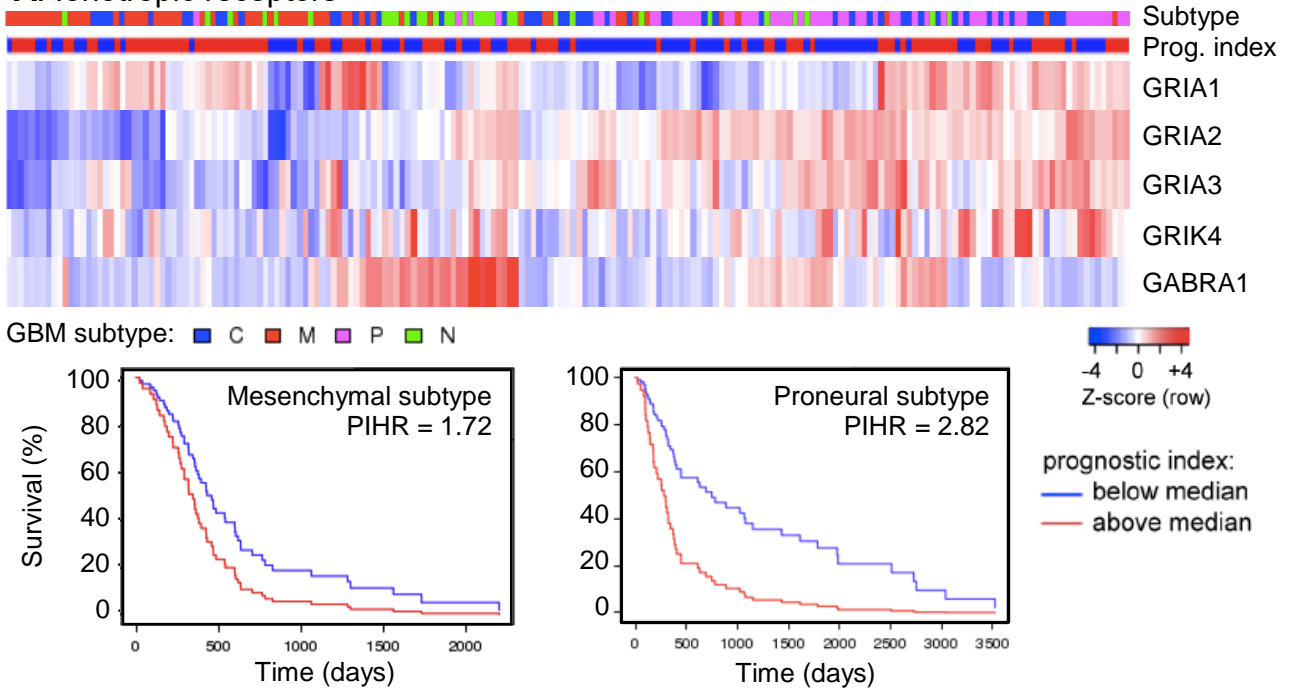 Subtype
Prog. index
GRIA1
GRIA2
GRIA3
GRIK4
GABRA1
GBM subtype: C M P N
-4 0 +4
Z-score (row)
Survival (%)
100
80
60
40
20
0
Mesenchymal subtype
PIHR = 1.72
0 500 1000 1500 2000
Time (days)
100
80
60
40
20
0
Proneural subtype
PIHR = 2.82
0 500 1000 1500 2000 2500 3000 3500
Time (days)
prognostic index:
below median
above median